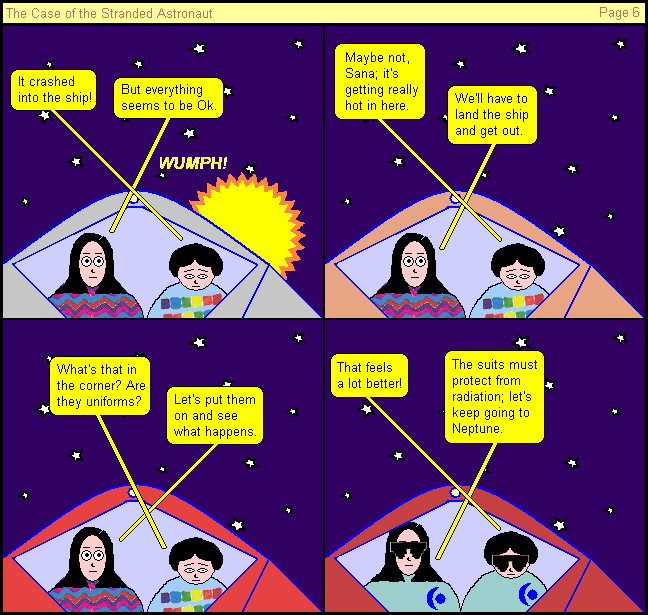 The Case of the Stranded Astronaut
Page 6
It crashed
into the ship!
But everything
seems to be Ok.
WUMPH!
Maybe not,
Sana; it's
getting really
hot in here.
We'll have to
land the ship
and get out.
What's that in
the corner? Are
they uniforms?
Let's put them
on and see
what happens.
That feels
a lot better!
The suits must
protect from
radiation; let's
keep going to
Neptune.